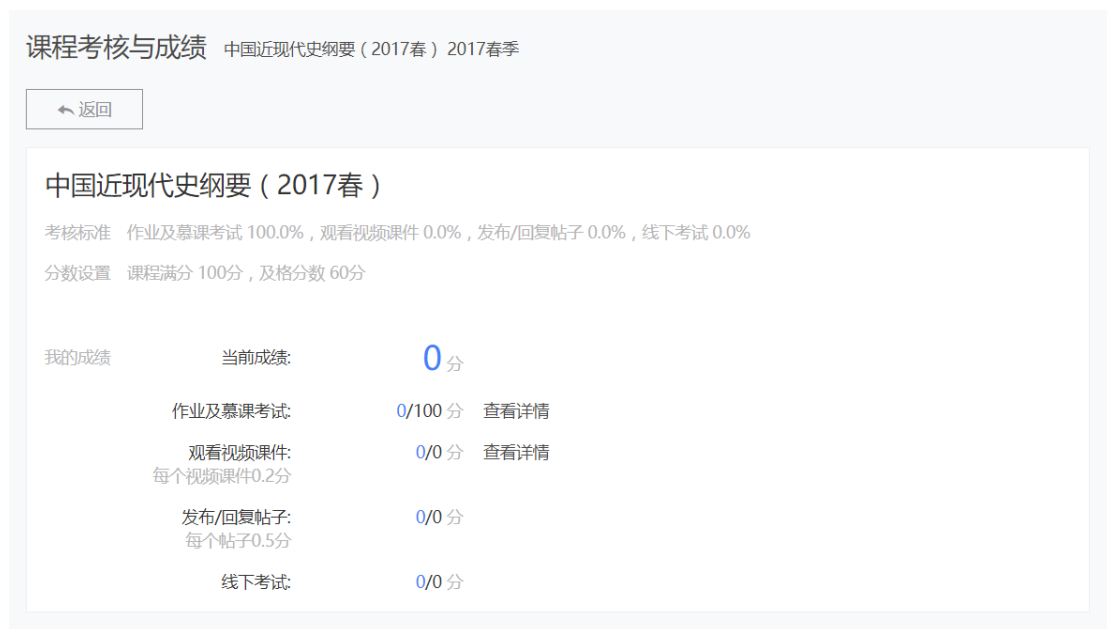 课程考核与成绩 中国近现代史纲要（2017春） 2017春季
返回
中国近现代史纲要（2017春）
考核标准 作业及慕课考试 100.0%，观看视频课件 0.0%，发布/回复帖子 0.0%，线下考试 0.0%
分数设置 课程满分 100分，及格分数 60分
我的成绩 当前成绩: 0 分
作业及慕课考试: 0/100 分 查看详情
观看视频课件: 0/0 分 查看详情
每个视频课件0.2分
发布/回复帖子: 0/0 分
每个帖子0.5分
线下考试: 0/0 分